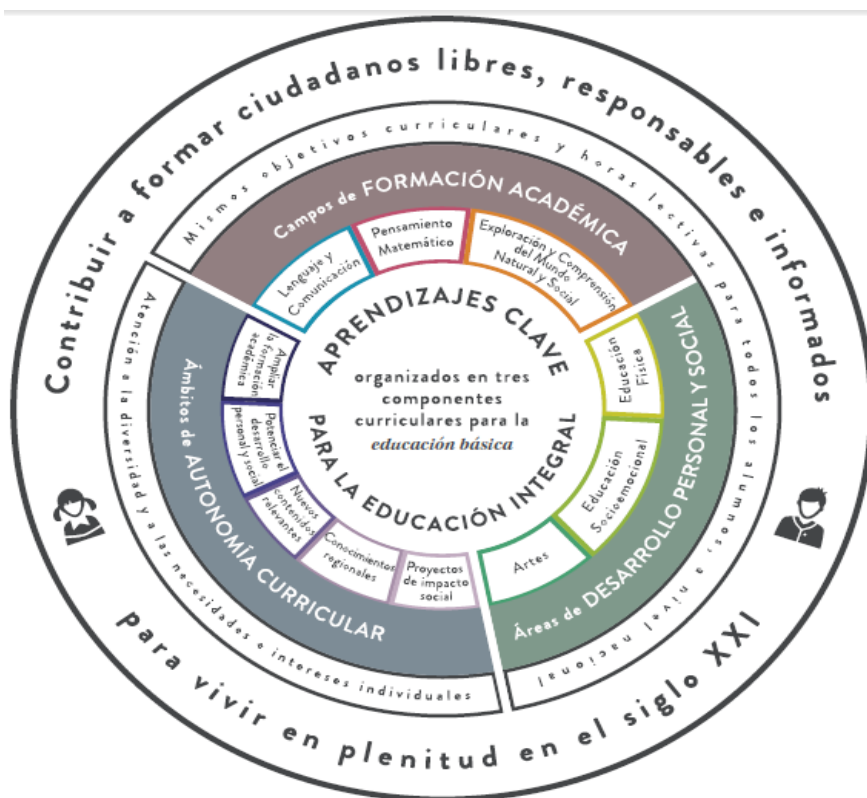 Contribuir a formar ciudadanos libres, responsables e informados
para vivir en plenitud en el siglo XXI
Mismos objetivos curriculares y horas lectivas para todos los alumnos, a nivel nacional
Atención a la diversidad y a las necesidades e intereses individuales
Campos de FORMACIÓN ACADÉMICA
Lenguaje y
Comunicación
Pensamiento
Matemático
Exploración y Comprensión
del Mundo
Natural y Social
Áreas de DESARROLLO PERSONAL Y SOCIAL
Educación
Física
Educación
Socioemocional
Artes
Ámbitos de AUTONOMÍA CURRICULAR
Ampliar
la formación
académica
Potenciar el
desarrollo
personal y social
Nuevos
contenidos
relevantes
Conocimientos
regionales
Proyectos
de impacto
social
APRENDIZAJES CLAVE
organizados en tres
componentes
curriculares para la
educación básica
PARA LA EDUCACIÓN INTEGRAL